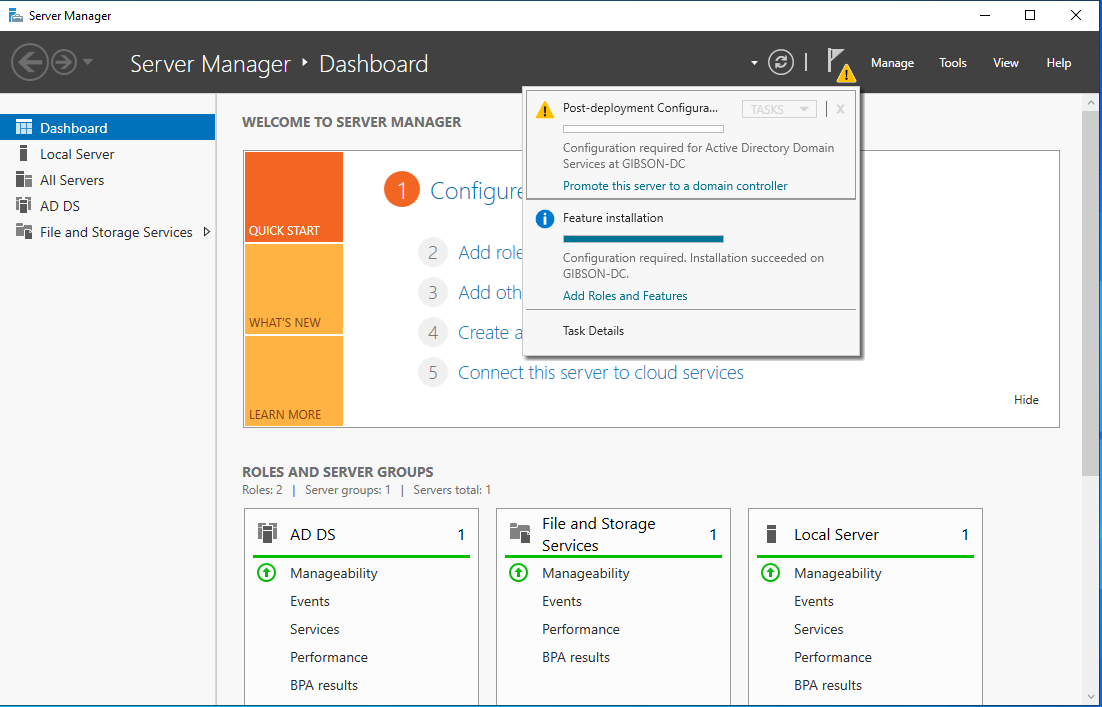 Server Manager
Server Manager • Dashboard
Manage
Tools
View
Help
Dashboard
Local Server
All Servers
AD DS
File and Storage Services
WELCOME TO SERVER MANAGER
QUICK START
WHAT'S NEW
LEARN MORE
1 Configure
2 Add role
3 Add oth
4 Create a
5 Connect this server to cloud services
Hide
Post-deployment Configura...
TASKS
X
Configuration required for Active Directory Domain
Services at GIBSON-DC
Promote this server to a domain controller
Feature installation
Configuration required. Installation succeeded on
GIBSON-DC.
Add Roles and Features
Task Details
ROLES AND SERVER GROUPS
Roles: 2 | Server groups: 1 | Servers total: 1
AD DS 1
Manageability
Events
Services
Performance
BPA results
File and Storage
Services 1
Manageability
Events
Performance
BPA results
Local Server 1
Manageability
Events
Services
Performance
BPA results